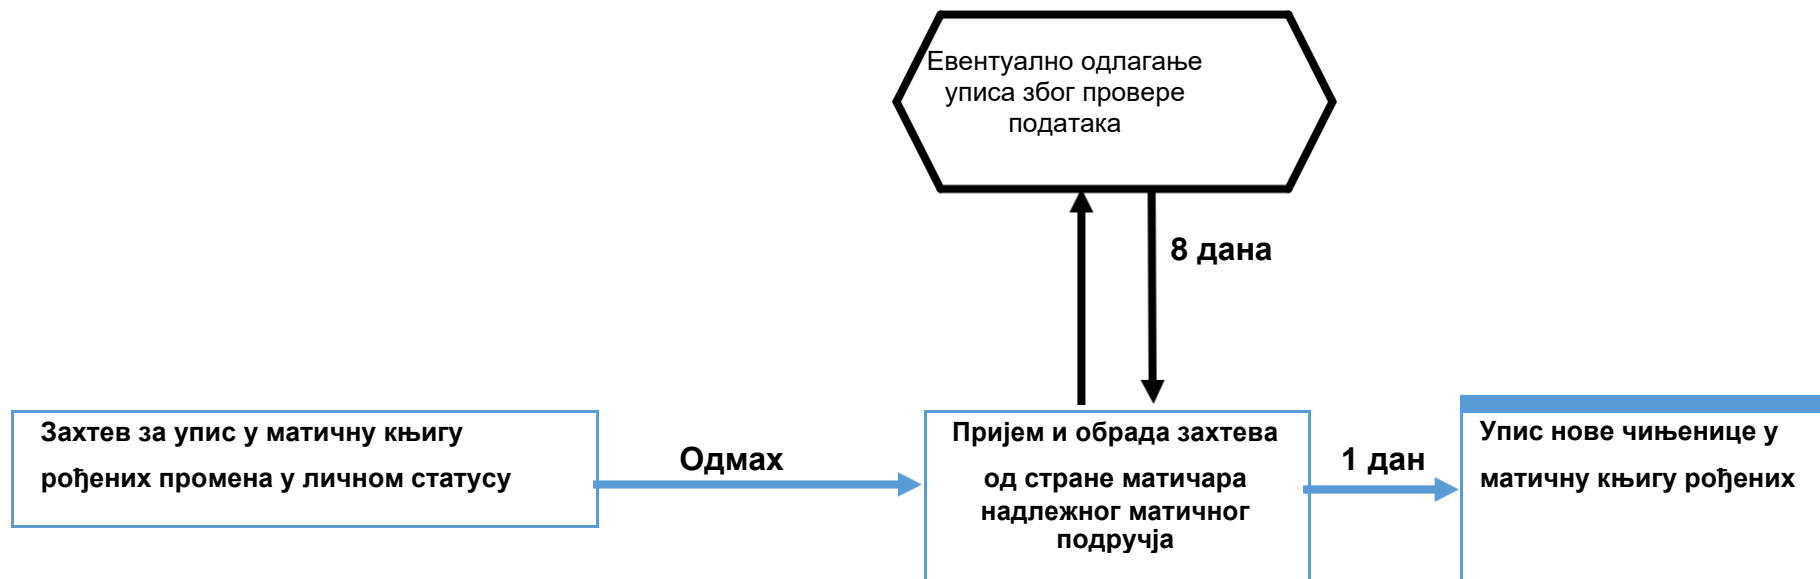 Евентуално одлагање
уписа због провере
података
8 дана
Захтев за упис у матичну књигу
рођених промена у личном статусу
Одмах
Пријем и обрада захтева
од стране матичара
надлежног матичног
подручја
1 дан
Упис нове чињенице у
матичну књигу рођених